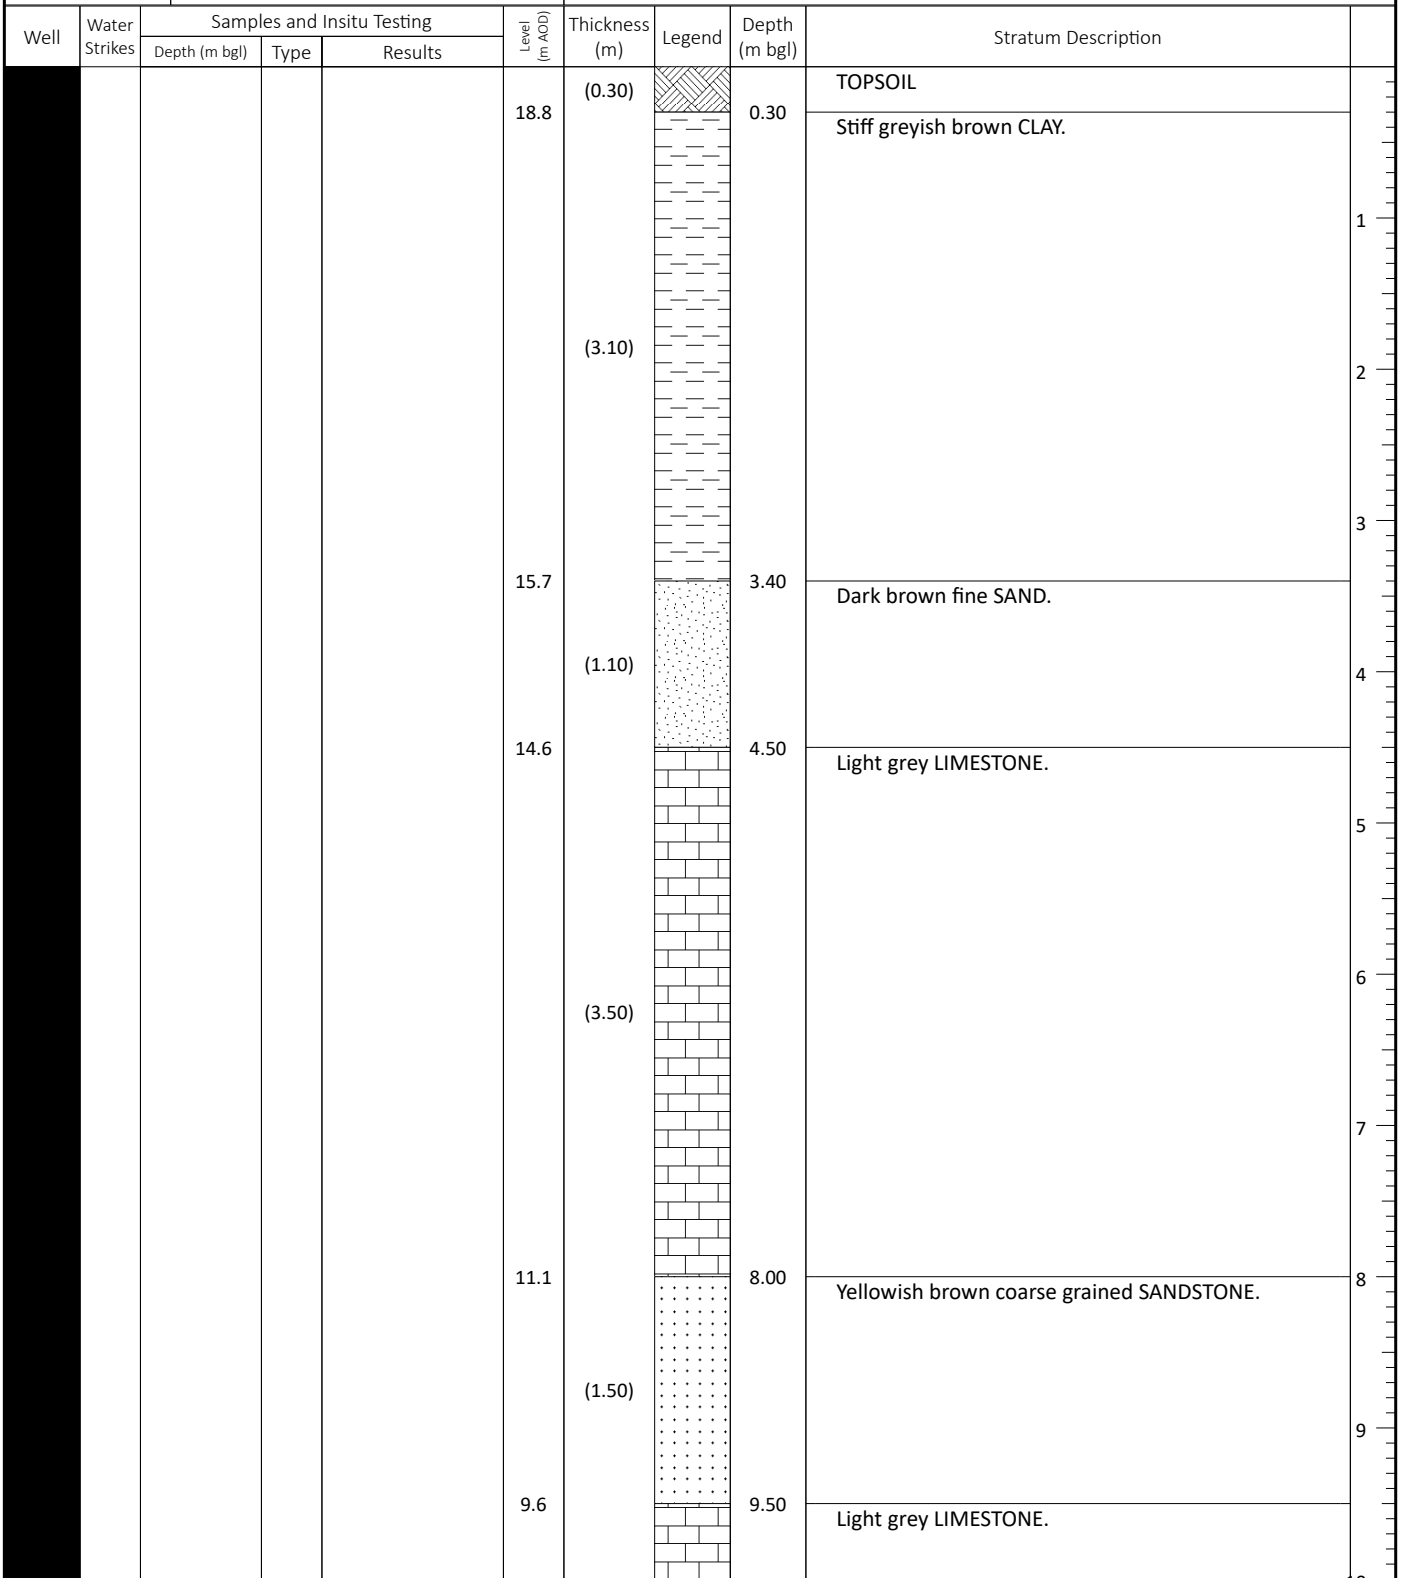 Well
Water
Strikes
Samples and Insitu Testing
Depth (m bgl)
Type
Results
Level
(m AOD)
Thickness
(m)
Legend
Depth
(m bgl)
Stratum Description
(0.30)
TOPSOIL
18.8
0.30
Stiff greyish brown CLAY.
1
(3.10)
2
3
15.7
3.40
Dark brown fine SAND.
(1.10)
4
14.6
4.50
Light grey LIMESTONE.
5
6
(3.50)
7
11.1
8.00
8
Yellowish brown coarse grained SANDSTONE.
(1.50)
9
9.6
9.50
Light grey LIMESTONE.